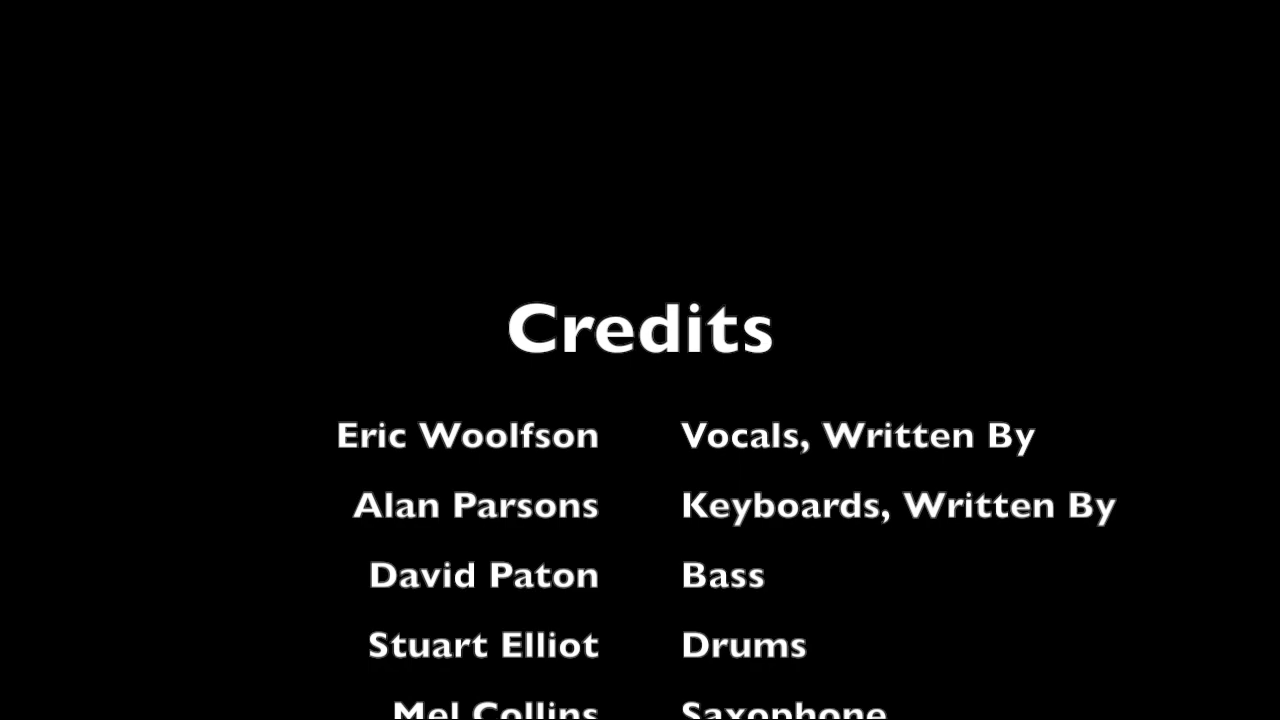 Credits
Eric Woolfson Vocals, Written By
Alan Parsons Keyboards, Written By
David Paton Bass
Stuart Elliot Drums
Mel Collins Saxophone